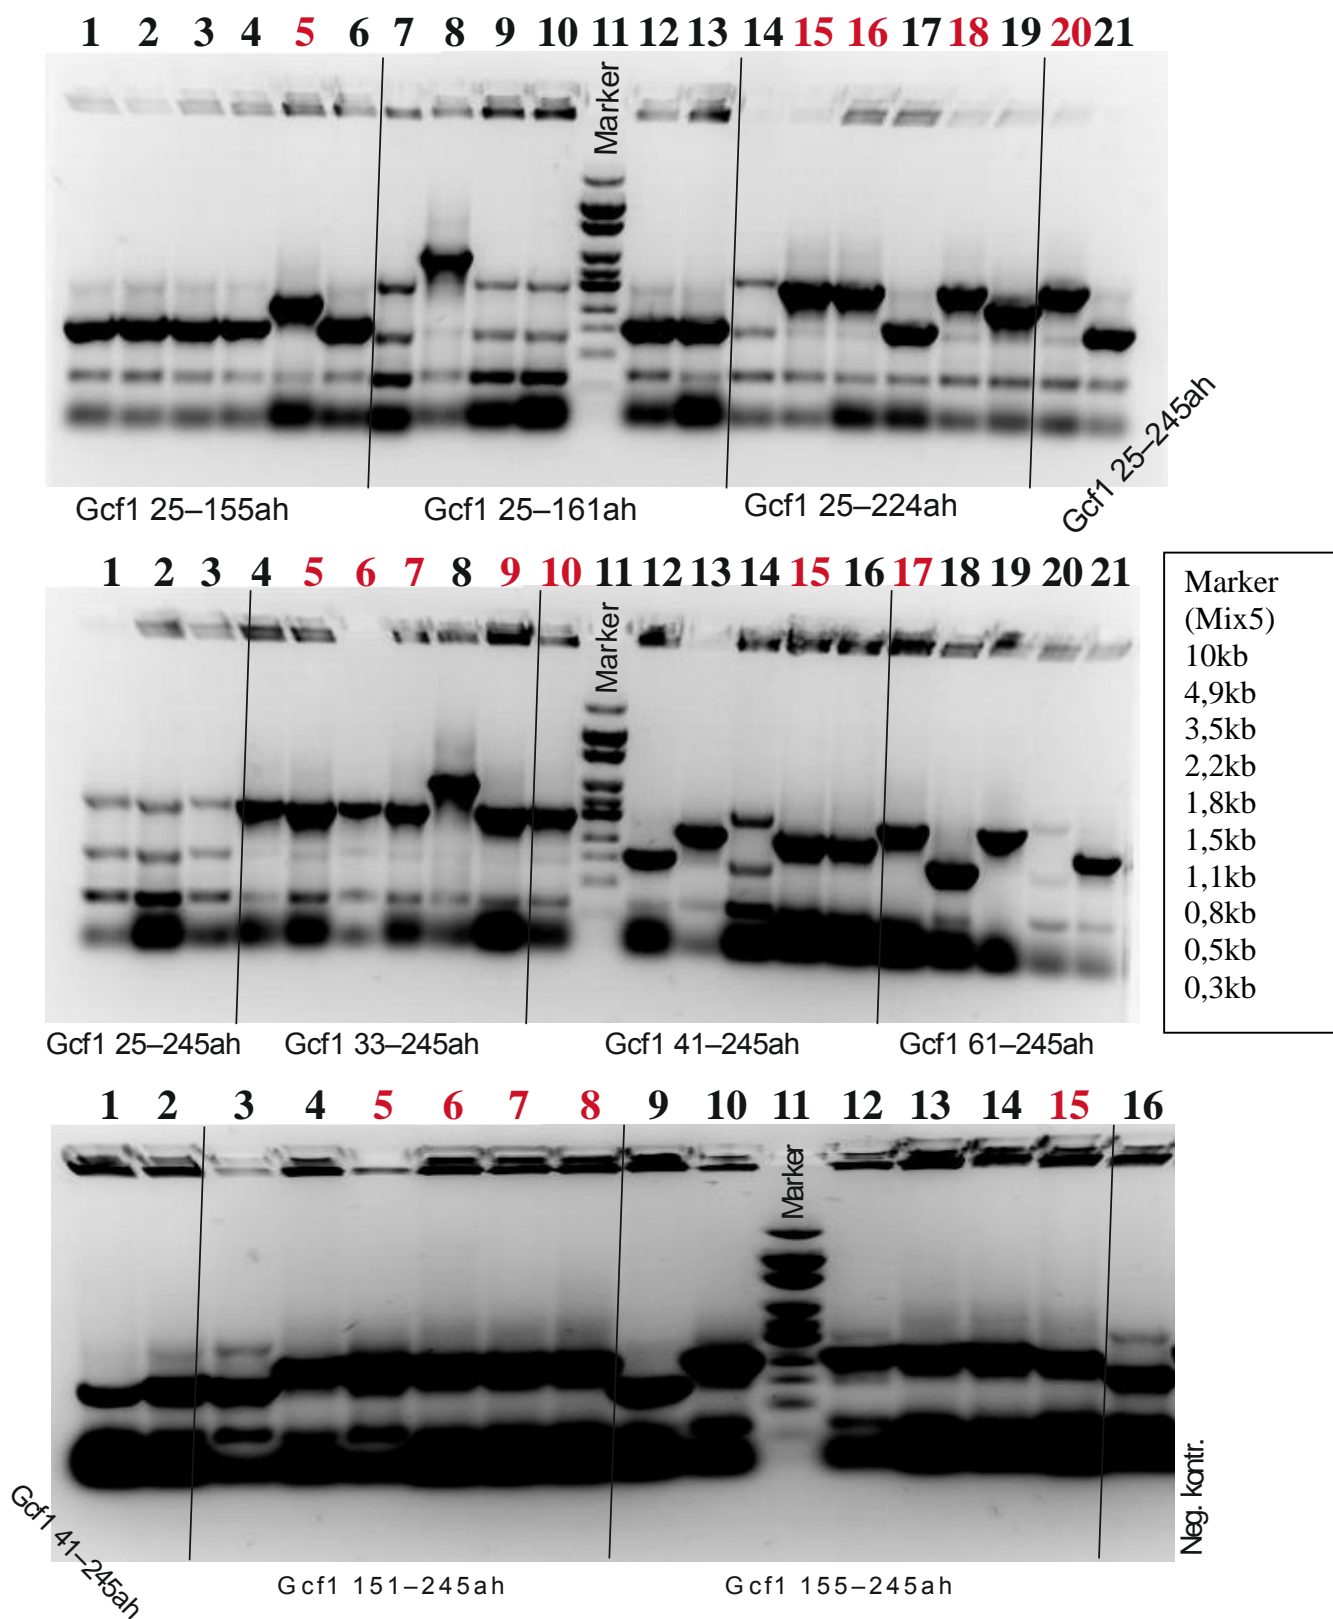 1 2 3 4 5 6 7 8 9 10 11 12 13 14 15 16 17 18 19 20 21
Marker
Gcf1 25–155ah Gcf1 25–161ah Gcf1 25–224ah Gcf1 25–245ah
1 2 3 4 5 6 7 8 9 10 11 12 13 14 15 16 17 18 19 20 21
Marker
Gcf1 25–245ah Gcf1 33–245ah Gcf1 41–245ah Gcf1 61–245ah
Marker
(Mix5)
10kb
4,9kb
3,5kb
2,2kb
1,8kb
1,5kb
1,1kb
0,8kb
0,5kb
0,3kb
1 2 3 4 5 6 7 8 9 10 11 12 13 14 15 16
Marker
Gcf1 41–245ah Gcf1 151–245ah Gcf1 155–245ah Neg. kontr.